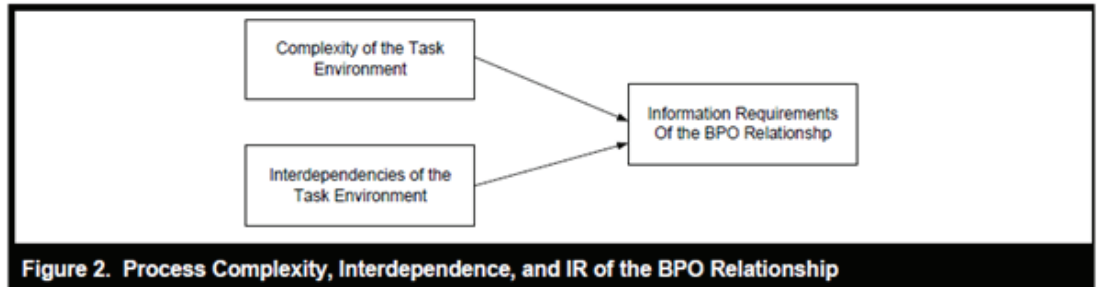 Complexity of the Task
Environment
Information Requirements
Of the BPO Relationshp
Interdependencies of the
Task Environment
Figure 2. Process Complexity, Interdependence, and IR of the BPO Relationship